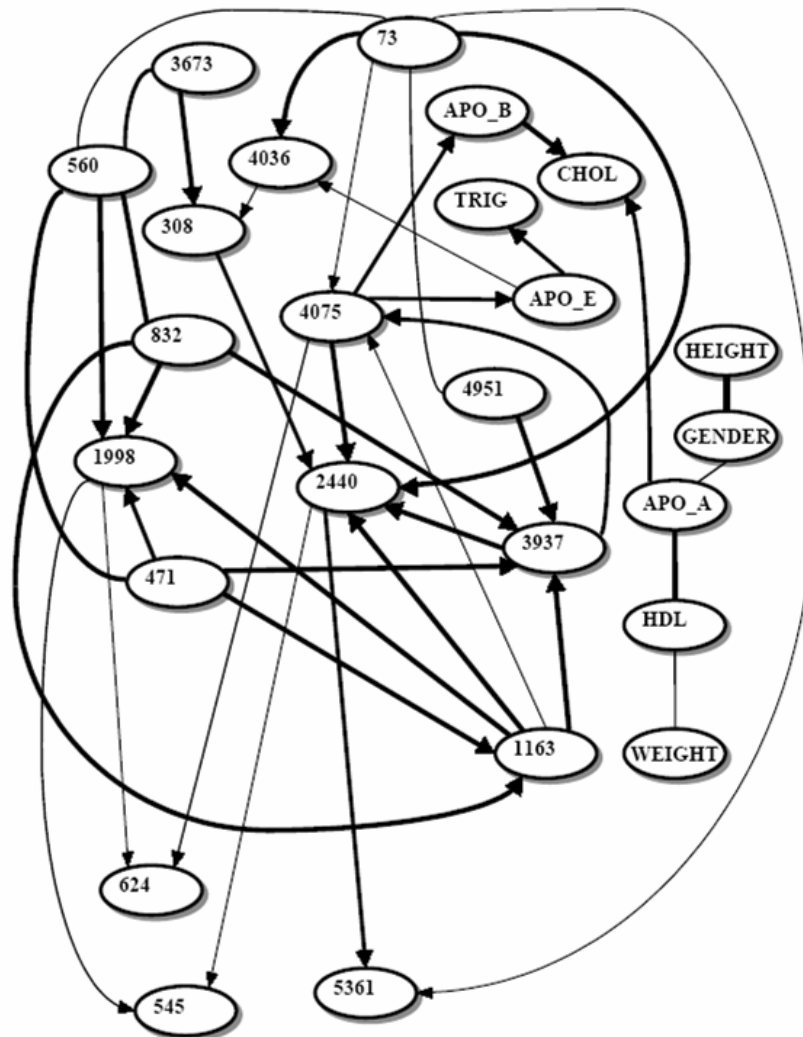 73
3673
APO_B
560
4036
CHOL
TRIG
308
APO_E
4075
832
HEIGHT
4951
GENDER
1998
2440
APO_A
3937
471
HDL
1163
WEIGHT
624
5361
545